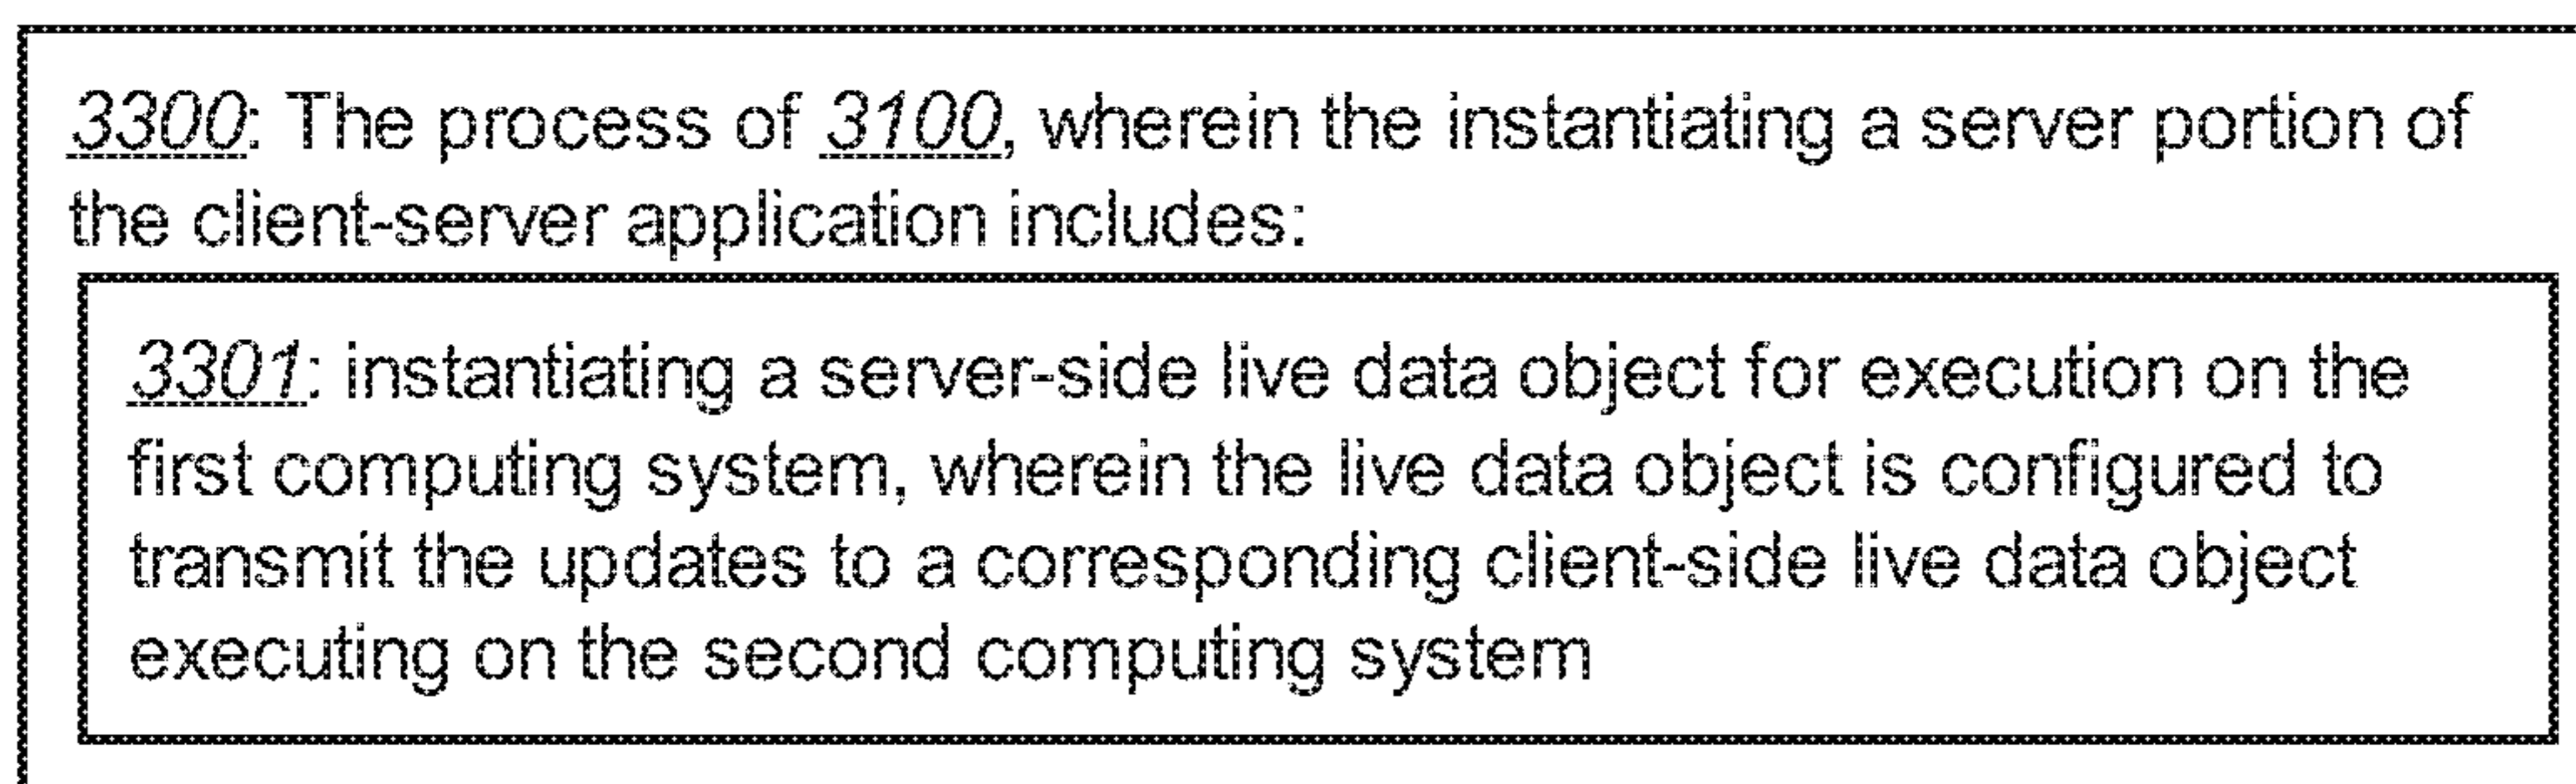 3300: The process of 3100, wherein the instantiating a server portion of
the client-server application includes:
3301: instantiating a server-side live data object for execution on the
first computing system, wherein the live data object is configured to
transmit the updates to a corresponding client-side live data object
executing on the second computing system